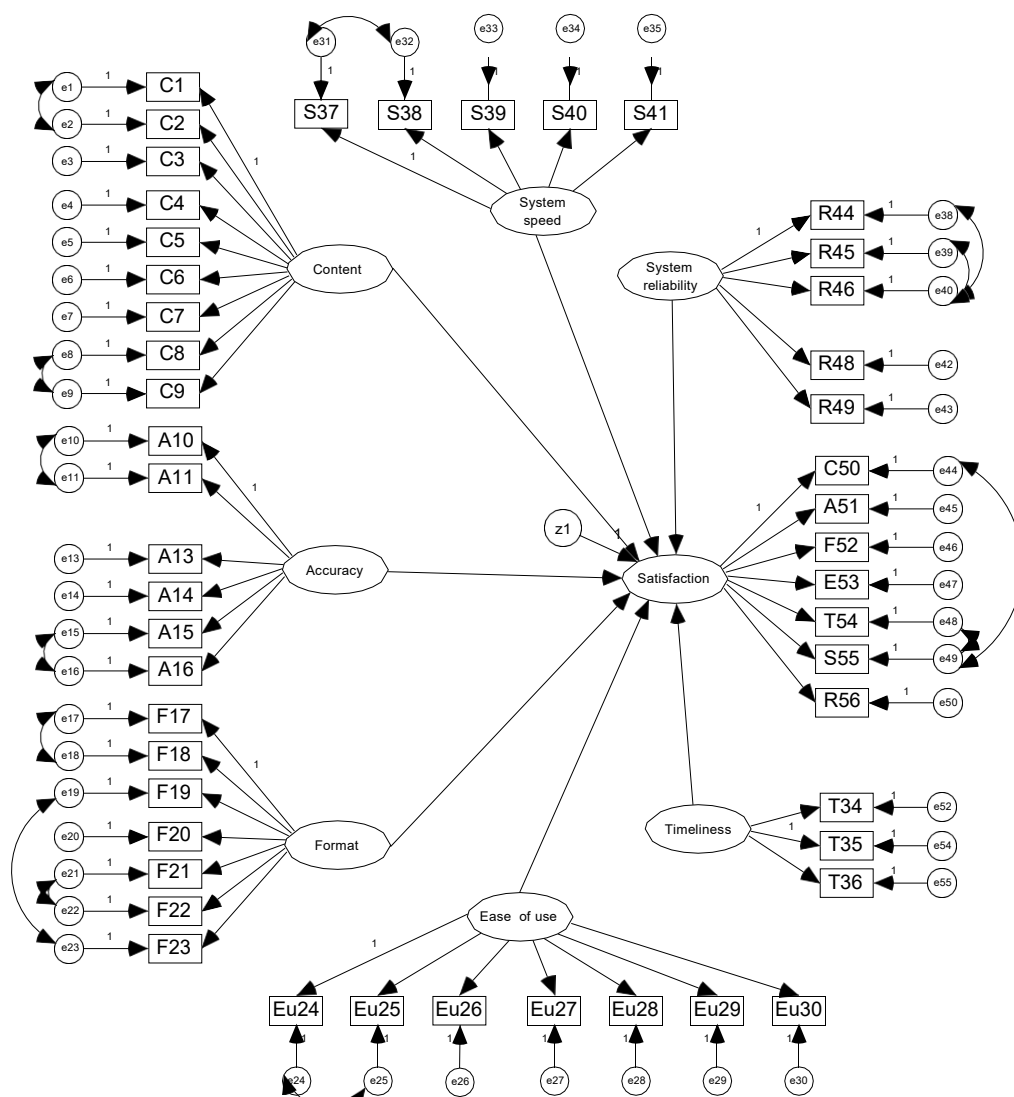 e31
e32
e33
e34
e35
1
1
1
1
1
S37
S38
S39
S40
S41
1
System
speed
e1
1
C1
e2
1
C2
e3
1
C3
1
e4
1
C4
e5
1
C5
e6
1
C6
e7
1
C7
e8
1
C8
e9
1
C9
Content
System
reliability
1
R44
1
e38
R45
1
e39
R46
1
e40
R48
1
e42
R49
1
e43
e10
1
A10
e11
1
A11
1
e13
1
A13
e14
1
A14
e15
1
A15
e16
1
A16
Accuracy
z1
1
Satisfaction
1
C50
1
e44
A51
1
e45
F52
1
e46
E53
1
e47
T54
1
e48
S55
1
e49
R56
1
e50
e17
1
F17
e18
1
F18
1
e19
1
F19
e20
1
F20
e21
1
F21
e22
1
F22
e23
1
F23
Format
Timeliness
1
T34
1
e52
T35
1
e54
T36
1
e55
Ease of use
1
Eu24
Eu25
Eu26
Eu27
Eu28
Eu29
Eu30
1
1
1
1
1
1
1
e24
e25
e26
e27
e28
e29
e30